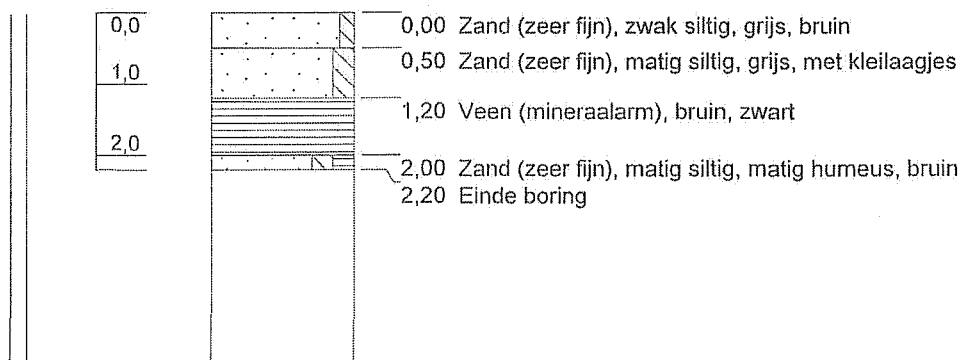 0,0
0,00 Zand (zeer fijn), zwak siltig, grijs, bruin
0,50 Zand (zeer fijn), matig siltig, grijs, met kleilaagjes
1,0
1,20 Veen (mineraalarm), bruin, zwart
2,0
2,00 Zand (zeer fijn), matig siltig, matig humeus, bruin
2,20 Einde boring